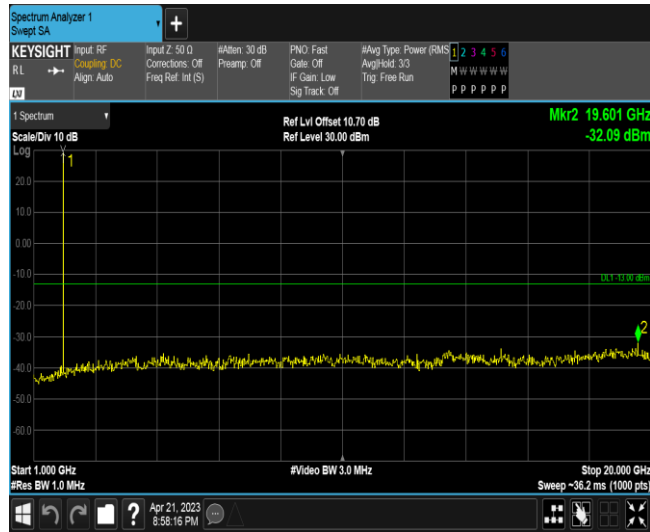 Spectrum Analyzer 1
Swept SA
+
KEYSIGHT
RL
LXI
Input: RF
Coupling: DC
Align: Auto
Input Z: 50 Ω
Corrections: Off
Freq Ref: Int (S)
#Atten: 30 dB
Preamp: Off
PNO: Fast
Gate: Off
IF Gain: Low
Sig Track: Off
#Avg Type: Power (RMS
Avg|Hold: 3/3
Trig: Free Run
1 2 3 4 5 6
M W W W W W
P P P P P P
1 Spectrum
Scale/Div 10 dB
Log
Ref Lvl Offset 10.70 dB
Ref Level 30.00 dBm
Mkr2 19.601 GHz
-32.09 dBm
1
20.0
10.0
0.00
-10.0
DL1 -13.00 dBm
-20.0
-30.0
2
-40.0
-50.0
-60.0
Start 1.000 GHz
#Res BW 1.0 MHz
#Video BW 3.0 MHz
Stop 20.000 GHz
Sweep ~36.2 ms (1000 pts)
?
Apr 21, 2023
8:58:16 PM